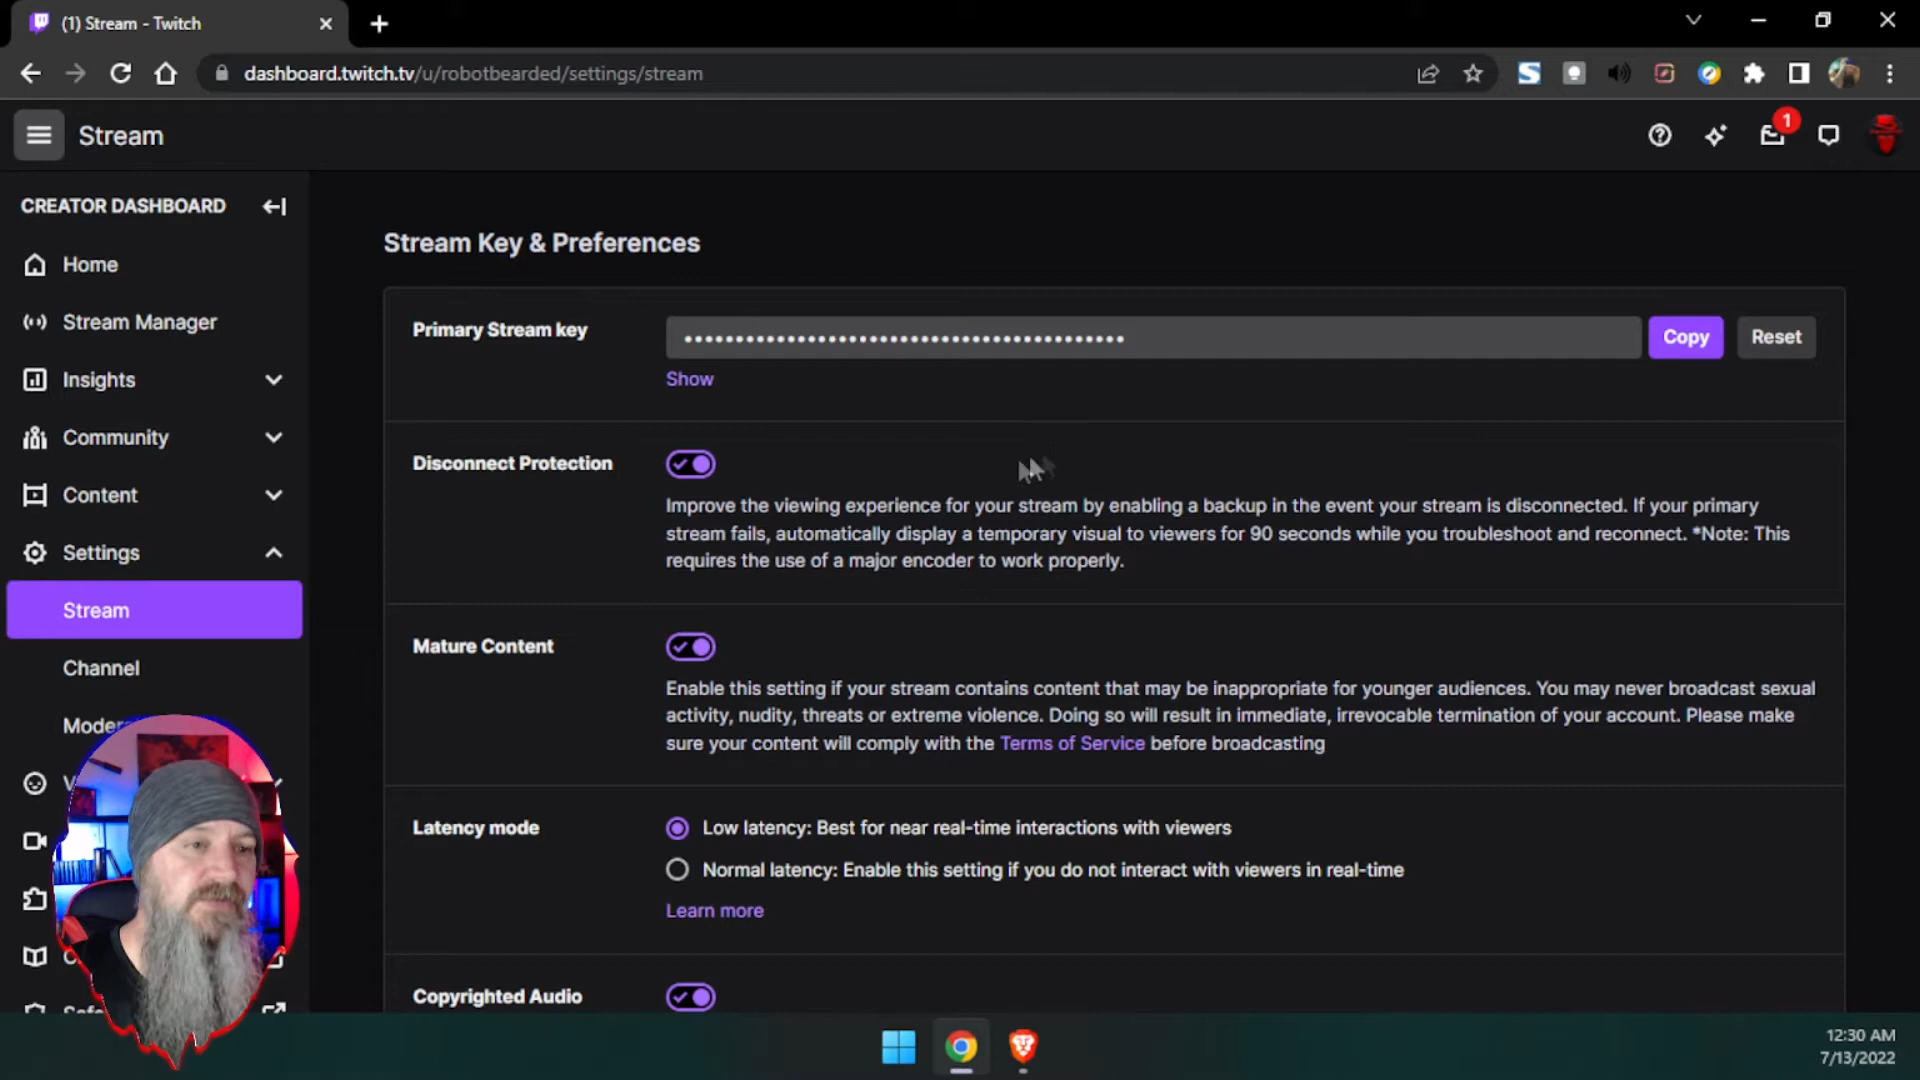 (1) Stream - Twitch
dashboard.twitch.tv/u/robotbearded/settings/stream
Stream
1
CREATOR DASHBOARD
Home
Stream Manager
Insights
Community
Content
Settings
Stream
Channel
Stream Key & Preferences
Primary Stream key
Copy
Reset
Show
Disconnect Protection
Improve the viewing experience for your stream by enabling a backup in the event your stream is disconnected. If your primary
stream fails, automatically display a temporary visual to viewers for 90 seconds while you troubleshoot and reconnect. *Note: This
requires the use of a major encoder to work properly.
Mature Content
Enable this setting if your stream contains content that may be inappropriate for younger audiences. You may never broadcast sexual
activity, nudity, threats or extreme violence. Doing so will result in immediate, irrevocable termination of your account. Please make
sure your content will comply with the Terms of Service before broadcasting
Latency mode
Low latency: Best for near real-time interactions with viewers
Normal latency: Enable this setting if you do not interact with viewers in real-time
Learn more
Copyrighted Audio
12:30 AM
7/13/2022